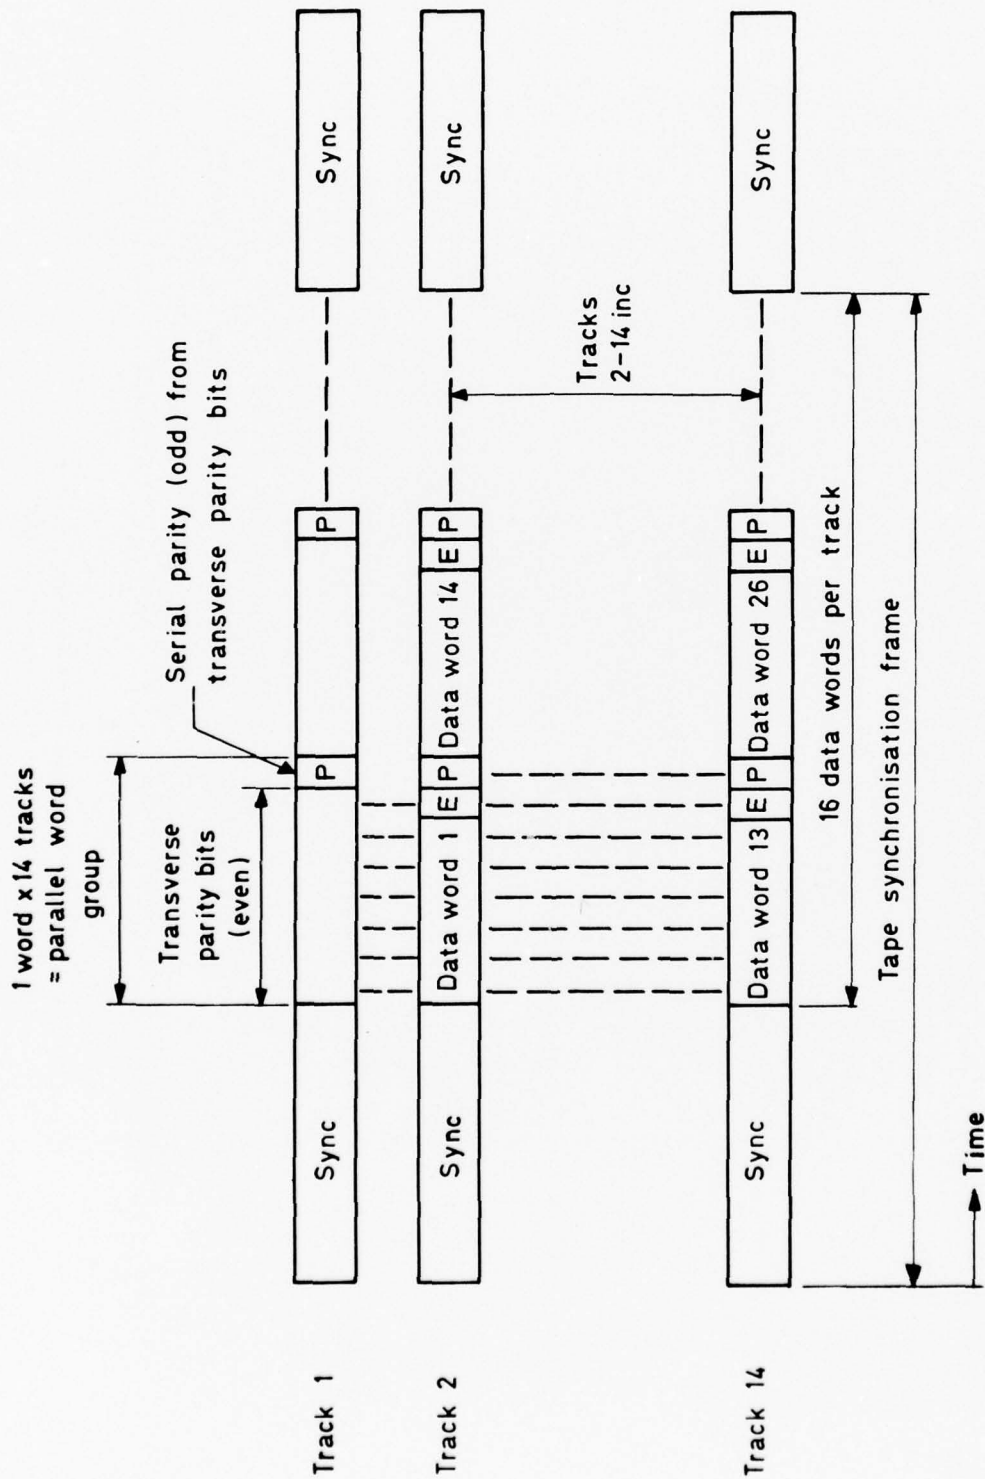 1 word x 14 tracks
= parallel word
group
Serial parity (odd) from
transverse parity bits
Transverse
parity bits
(even)
Track 1
Sync
P
P
Sync
Track 2
Sync
Data word 1
E
P
Data word 14
E
P
Sync
Tracks
2-14 inc
Track 14
Sync
Data word 13
E
P
Data word 26
E
P
Sync
16 data words per track
Tape synchronisation frame
Time